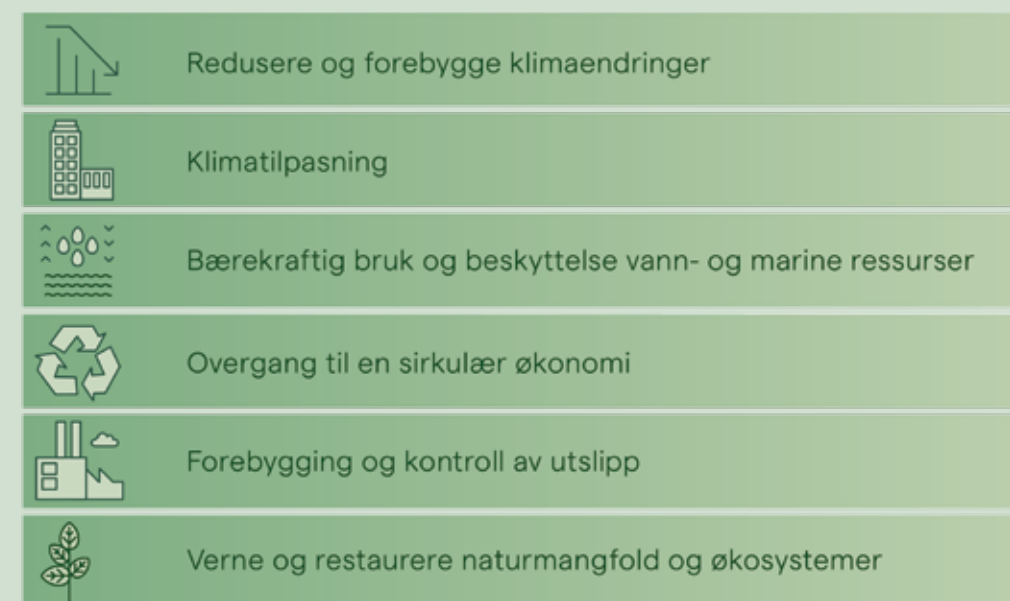 Redusere og forebygge klimaendringer
Klimatilpasning
Bærekraftig bruk og beskyttelse vann- og marine ressurser
Overgang til en sirkulær økonomi
Forebygging og kontroll av utslipp
Verne og restaurere naturmangfold og økosystemer